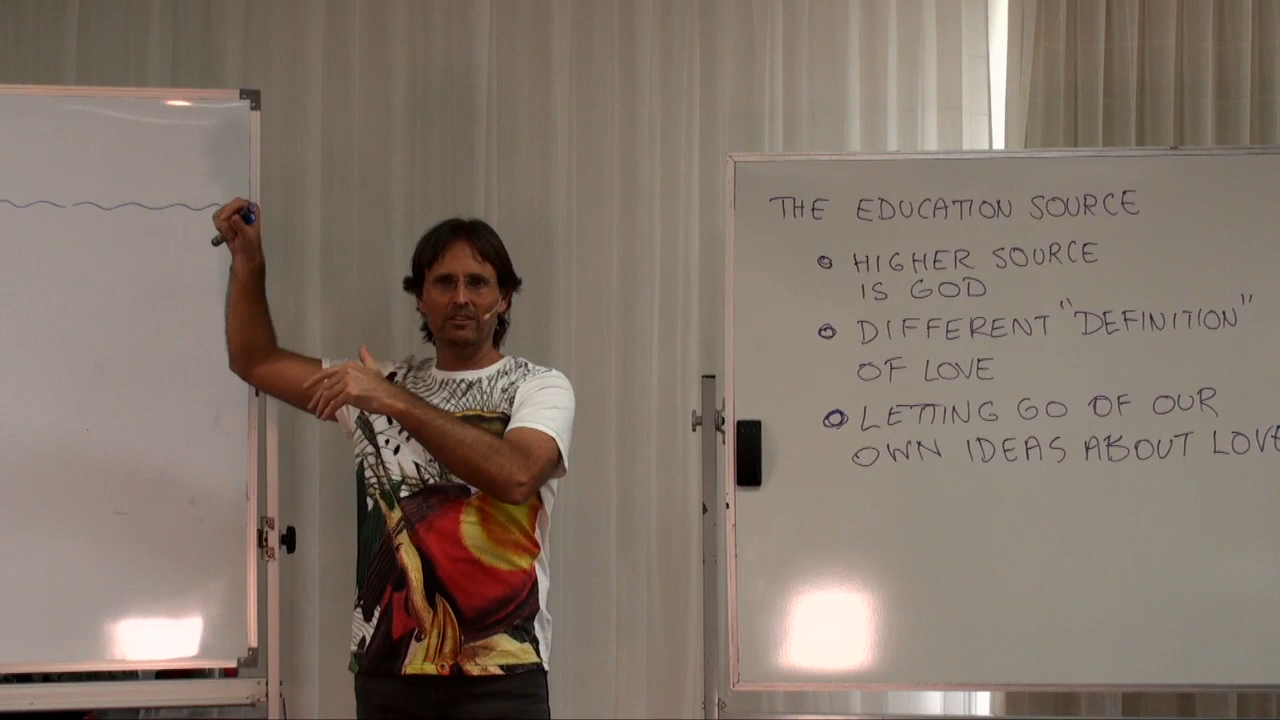 THE EDUCATION SOURCE
HIGHER SOURCE
IS GOD
DIFFERENT "DEFINITION"
OF LOVE
LETTING GO OF OUR
OWN IDEAS ABOUT LOVE